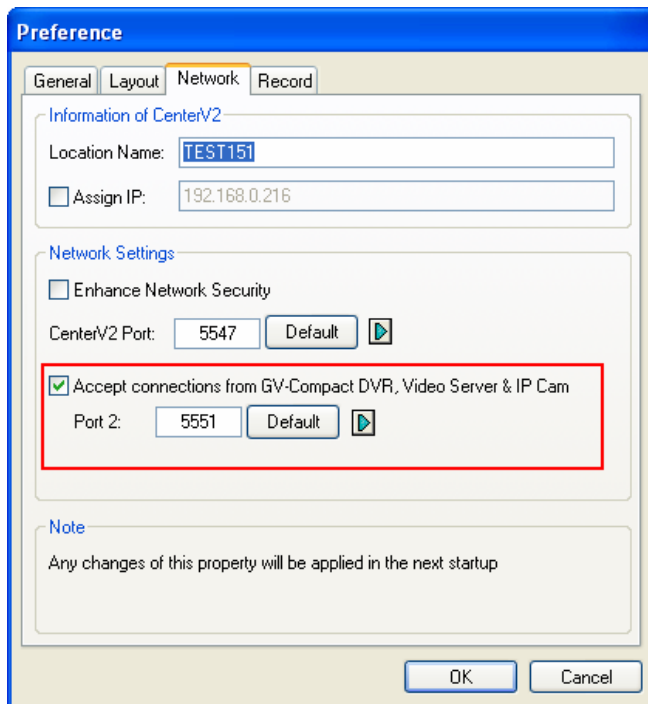 Preference
General Layout Network Record
Information of CenterV2
Location Name: TEST151
Assign IP: 192.168.0.216
Network Settings
Enhance Network Security
CenterV2 Port: 5547 Default
Accept connections from GV-Compact DVR, Video Server & IP Cam
Port 2: 5551 Default
Note
Any changes of this property will be applied in the next startup
OK Cancel